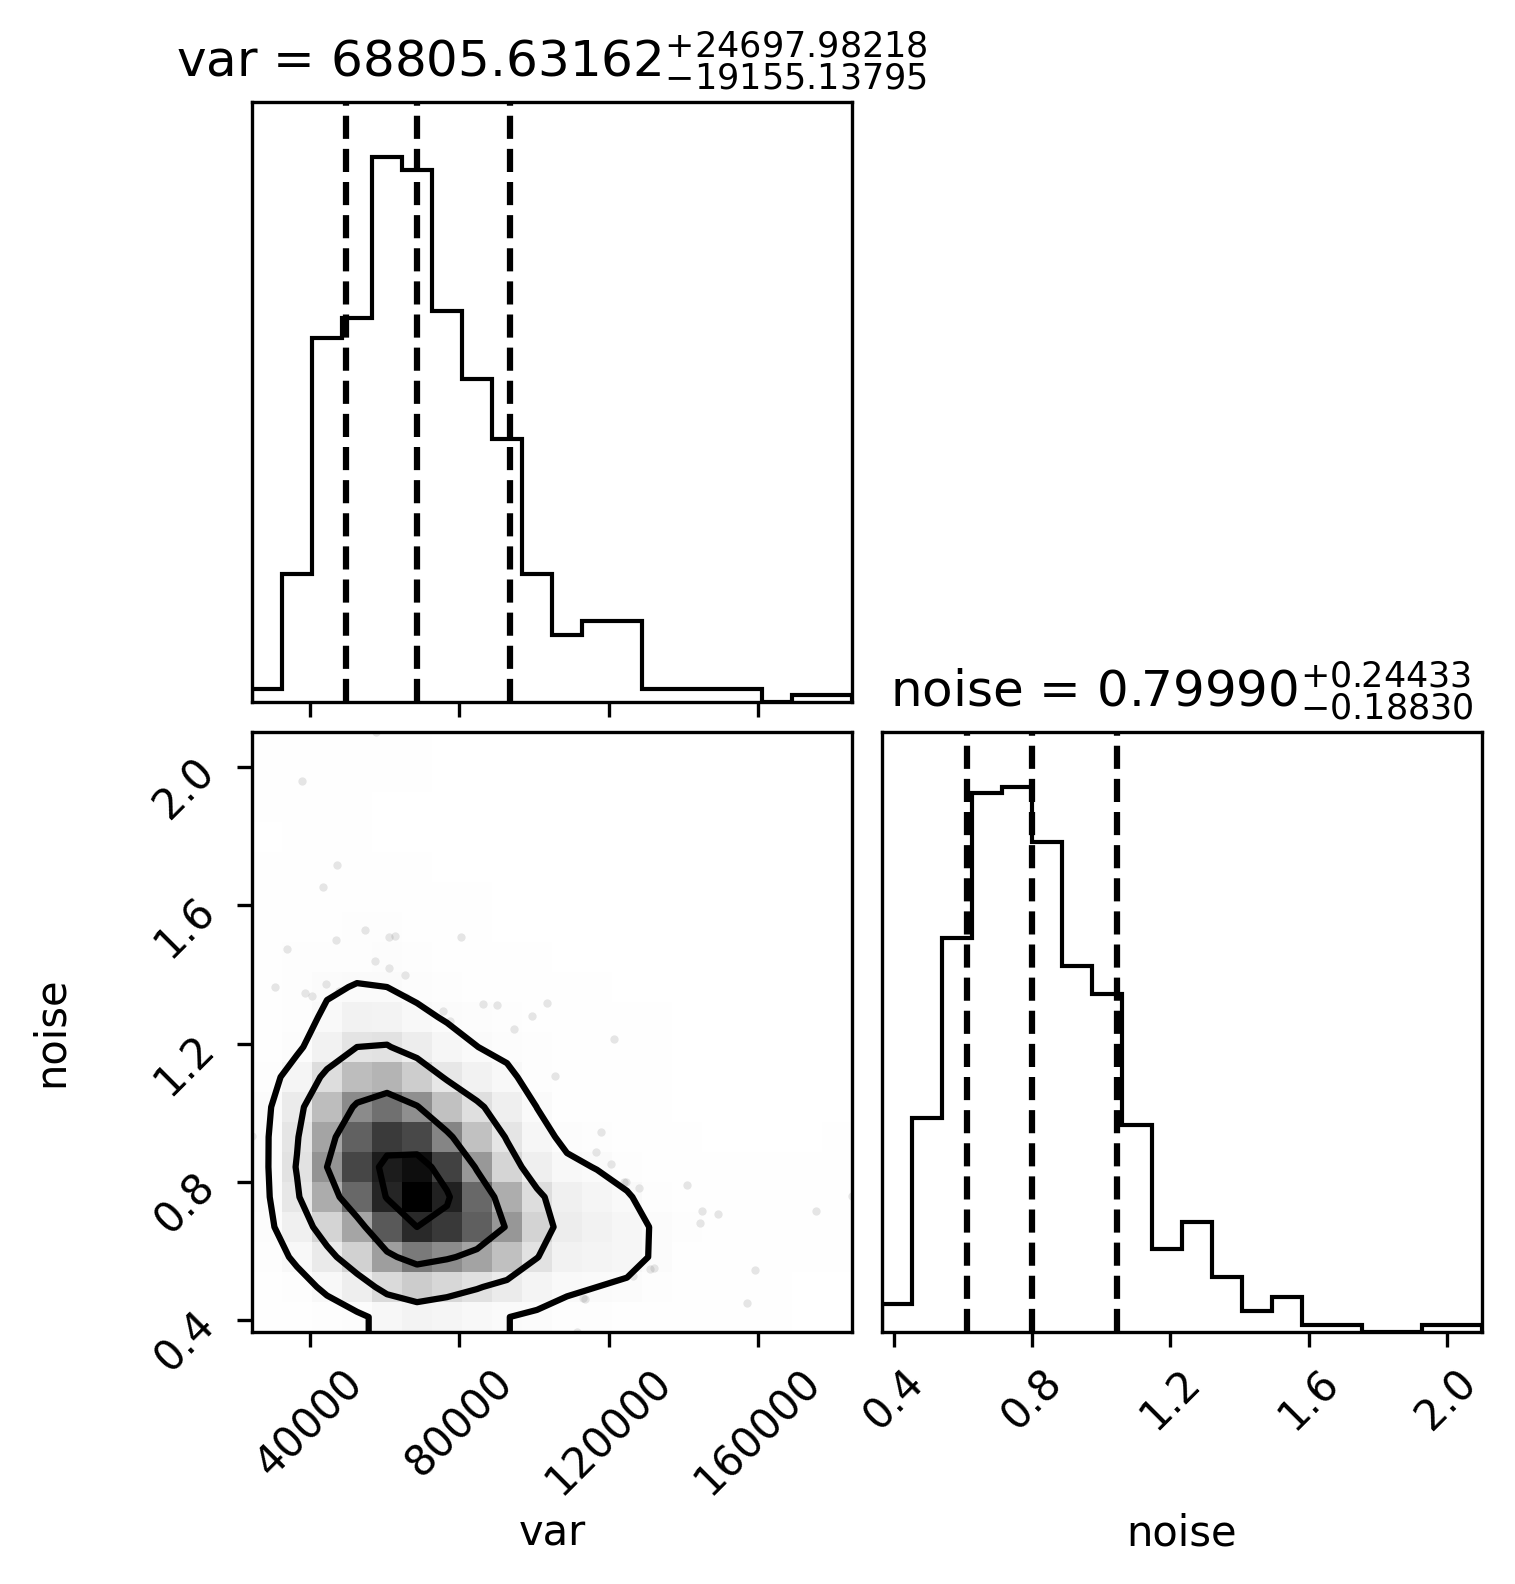 var = 68805.63162+24697.98218−19155.13795
noise = 0.79990+0.24433−0.18830
noise
2.0
1.6
1.2
0.8
0.4
40000 80000 120000 160000
0.4 0.8 1.2 1.6 2.0
var
noise